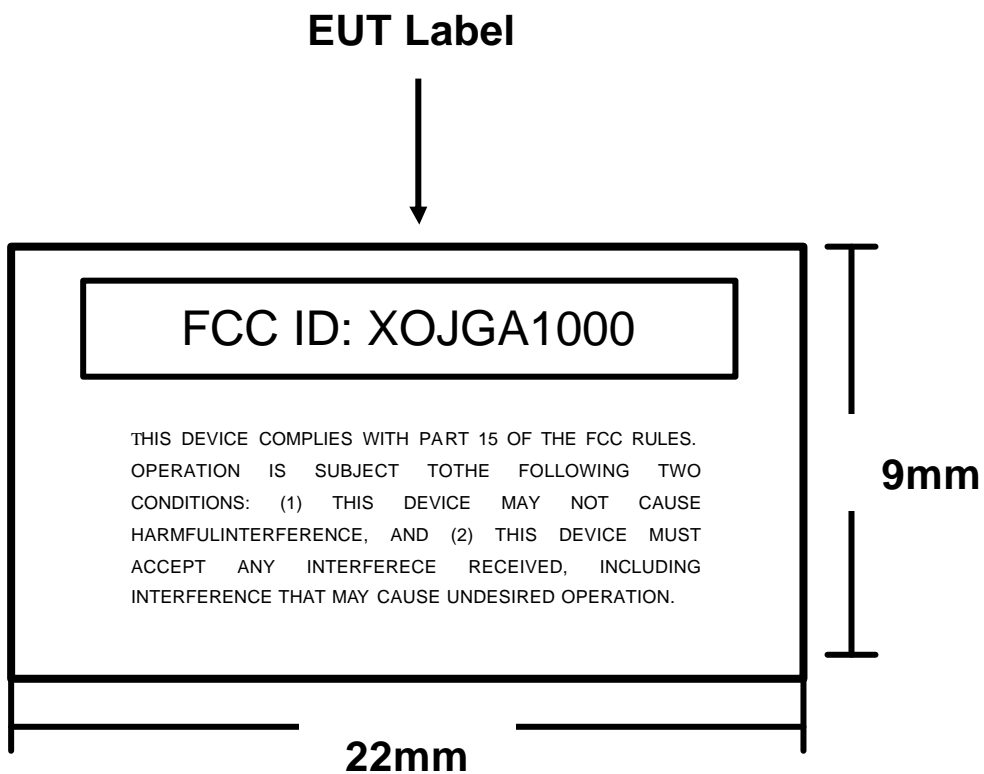 EUT Label
FCC ID: XOJGA1000
THIS DEVICE COMPLIES WITH PART 15 OF THE FCC RULES.
OPERATION IS SUBJECT TOTHE FOLLOWING TWO
CONDITIONS: (1) THIS DEVICE MAY NOT CAUSE
HARMFULINTERFERENCE, AND (2) THIS DEVICE MUST
ACCEPT ANY INTERFERECE RECEIVED, INCLUDING
INTERFERENCE THAT MAY CAUSE UNDESIRED OPERATION.
9mm
22mm